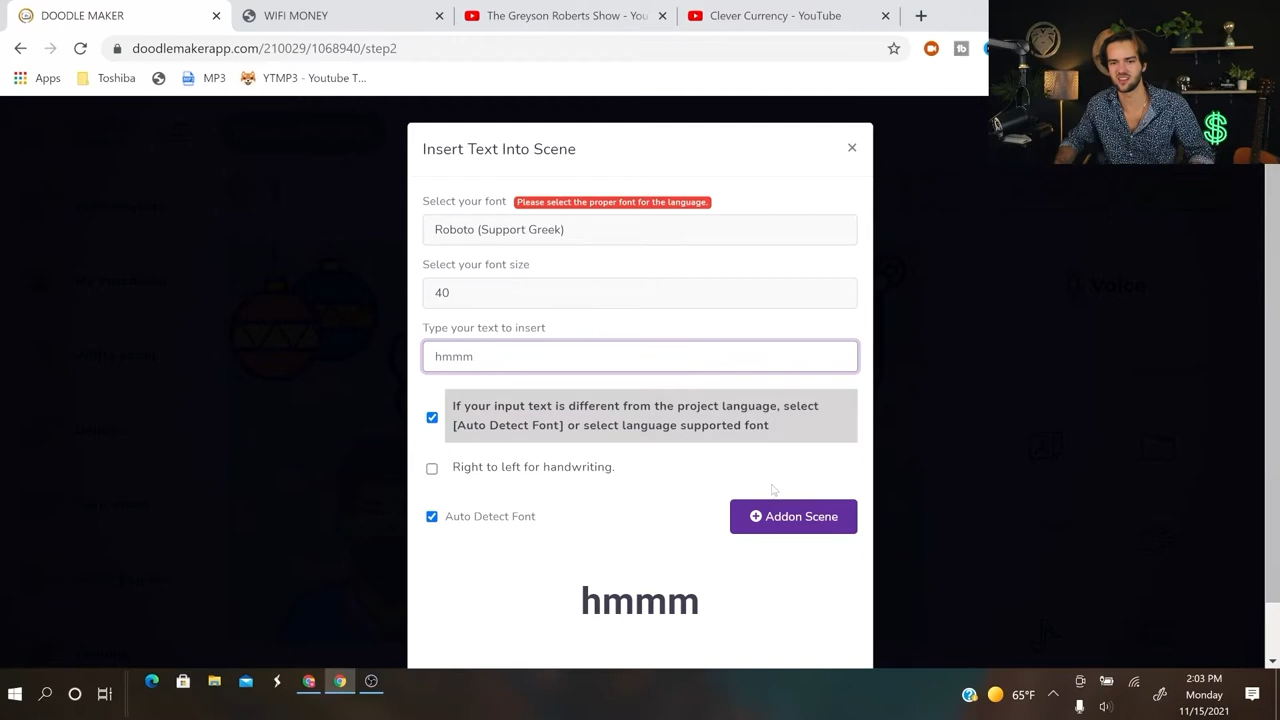 DOODLE MAKER
WIFI MONEY
The Greyson Roberts Show - You
Clever Currency - YouTube
doodlemakerapp.com/210029/1068940/step2
Apps
Toshiba
MP3
YTMP3 - Youtube T...
Insert Text Into Scene
Select your font Please select the proper font for the language.
Roboto (Support Greek)
Select your font size
40
Type your text to insert
hmmm
If your input text is different from the project language, select
[Auto Detect Font] or select language supported font
Right to left for handwriting.
Auto Detect Font
Addon Scene
hmmm
Voice
65°F
2:03 PM
Monday
11/15/2021